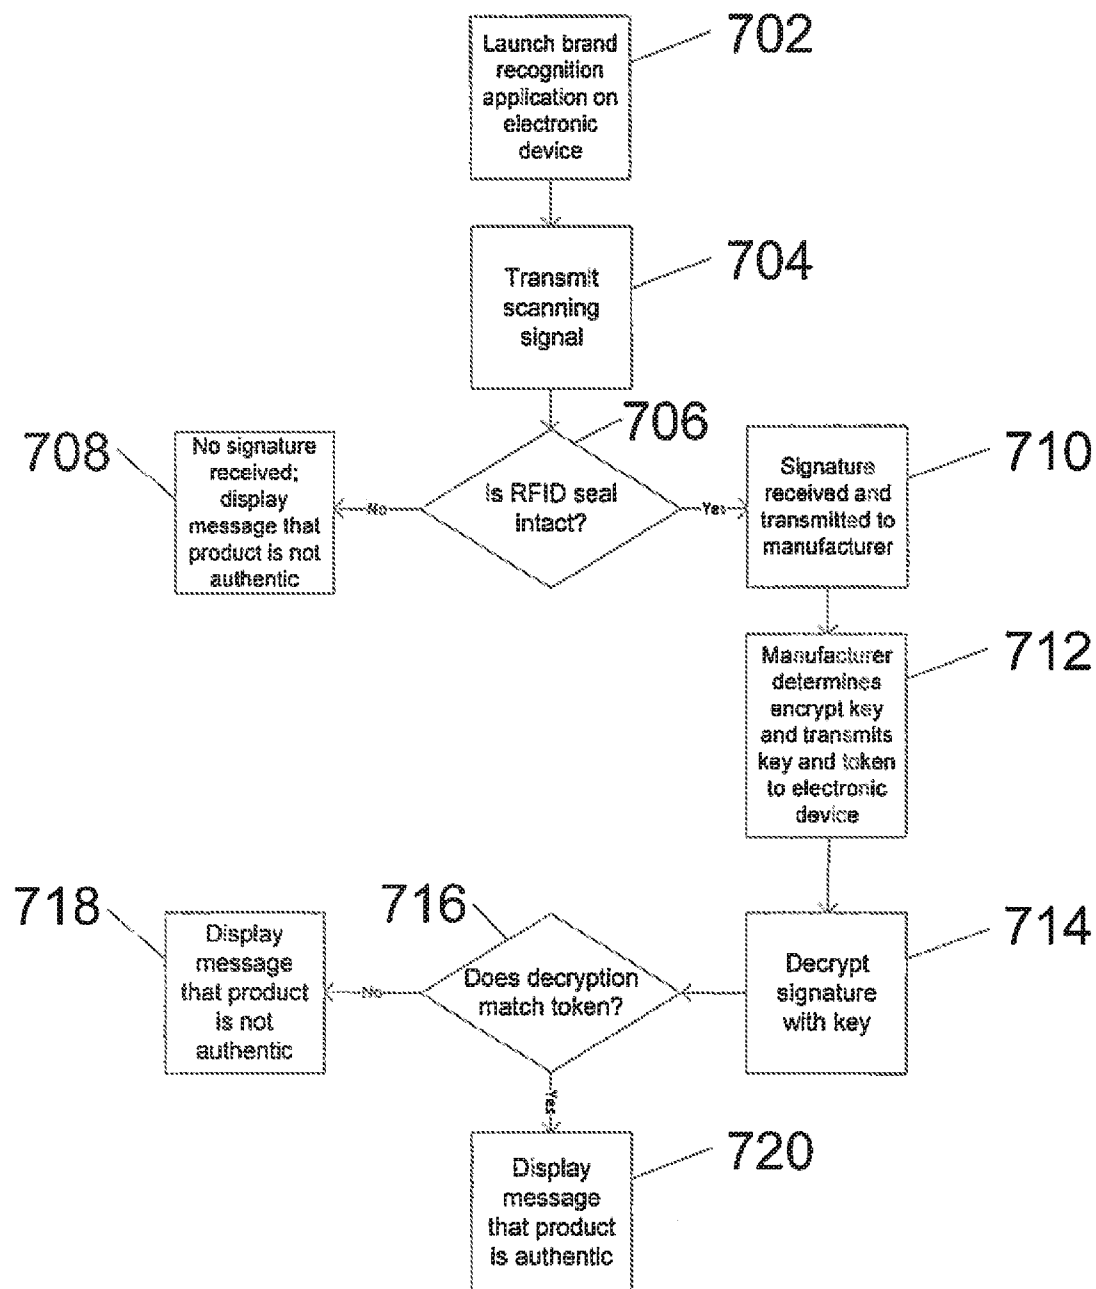 702
Launch brand
recognition
application on
electronic
device
704
Transmit
scanning
signal
706
Is RFID seal
intact?
No
Yes
708
No signature
received;
display
message that
product is not
authentic
710
Signature
received and
transmitted to
manufacturer
712
Manufacturer
determines
encrypt key
and transmits
key and token
to electronic
device
714
Decrypt
signature
with key
716
Does decryption
match token?
No
Yes
718
Display
message
that product
is not
authentic
720
Display
message
that product
is authentic